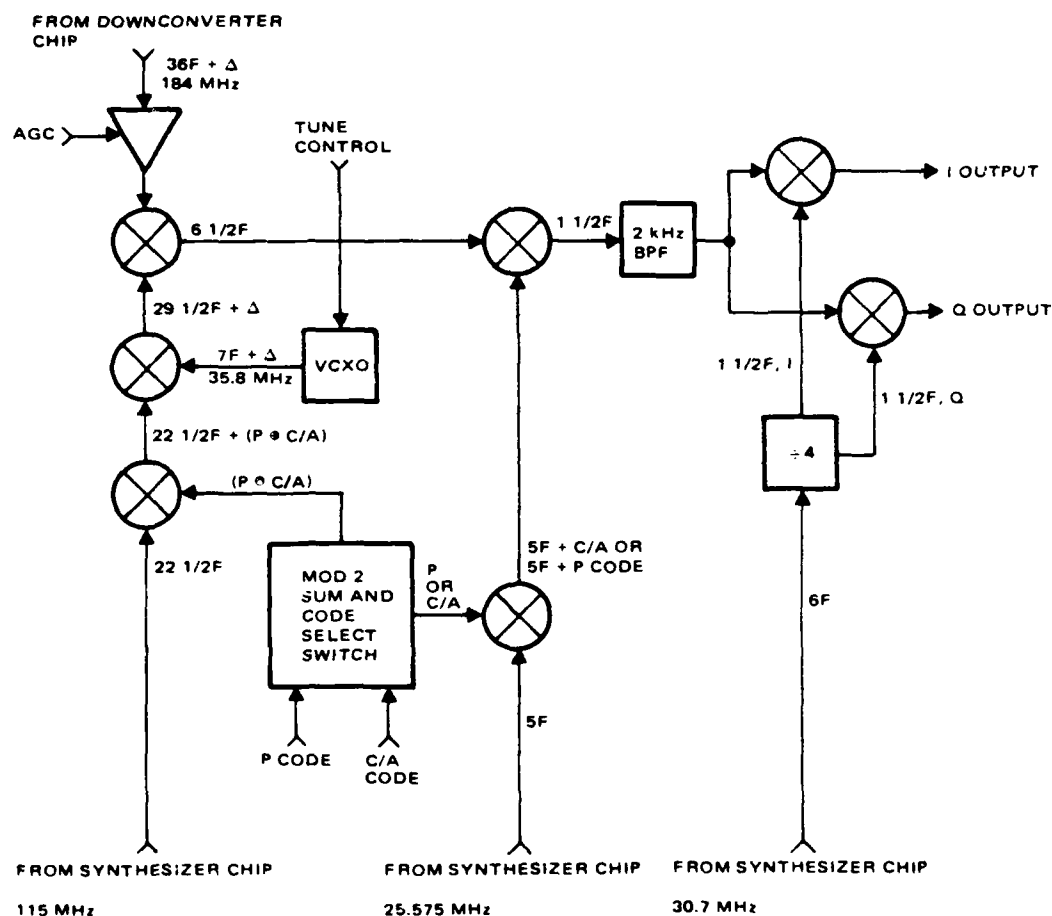 FROM DOWNCONVERTER
CHIP
36F + Δ
184 MHz
AGC
TUNE
CONTROL
I OUTPUT
6 1/2F
1 1/2F
2 kHz
BPF
29 1/2F + Δ
Q OUTPUT
7F + Δ
35.8 MHz
VCXO
1 1/2F, I
1 1/2F, Q
22 1/2F + (P ⊕ C/A)
÷4
(P ⊕ C/A)
22 1/2F
5F + C/A OR
5F + P CODE
MOD 2
SUM AND
CODE
SELECT
SWITCH
P
OR
C/A
6F
5F
P CODE
C/A
CODE
FROM SYNTHESIZER CHIP
115 MHz
FROM SYNTHESIZER CHIP
25.575 MHz
FROM SYNTHESIZER CHIP
30.7 MHz